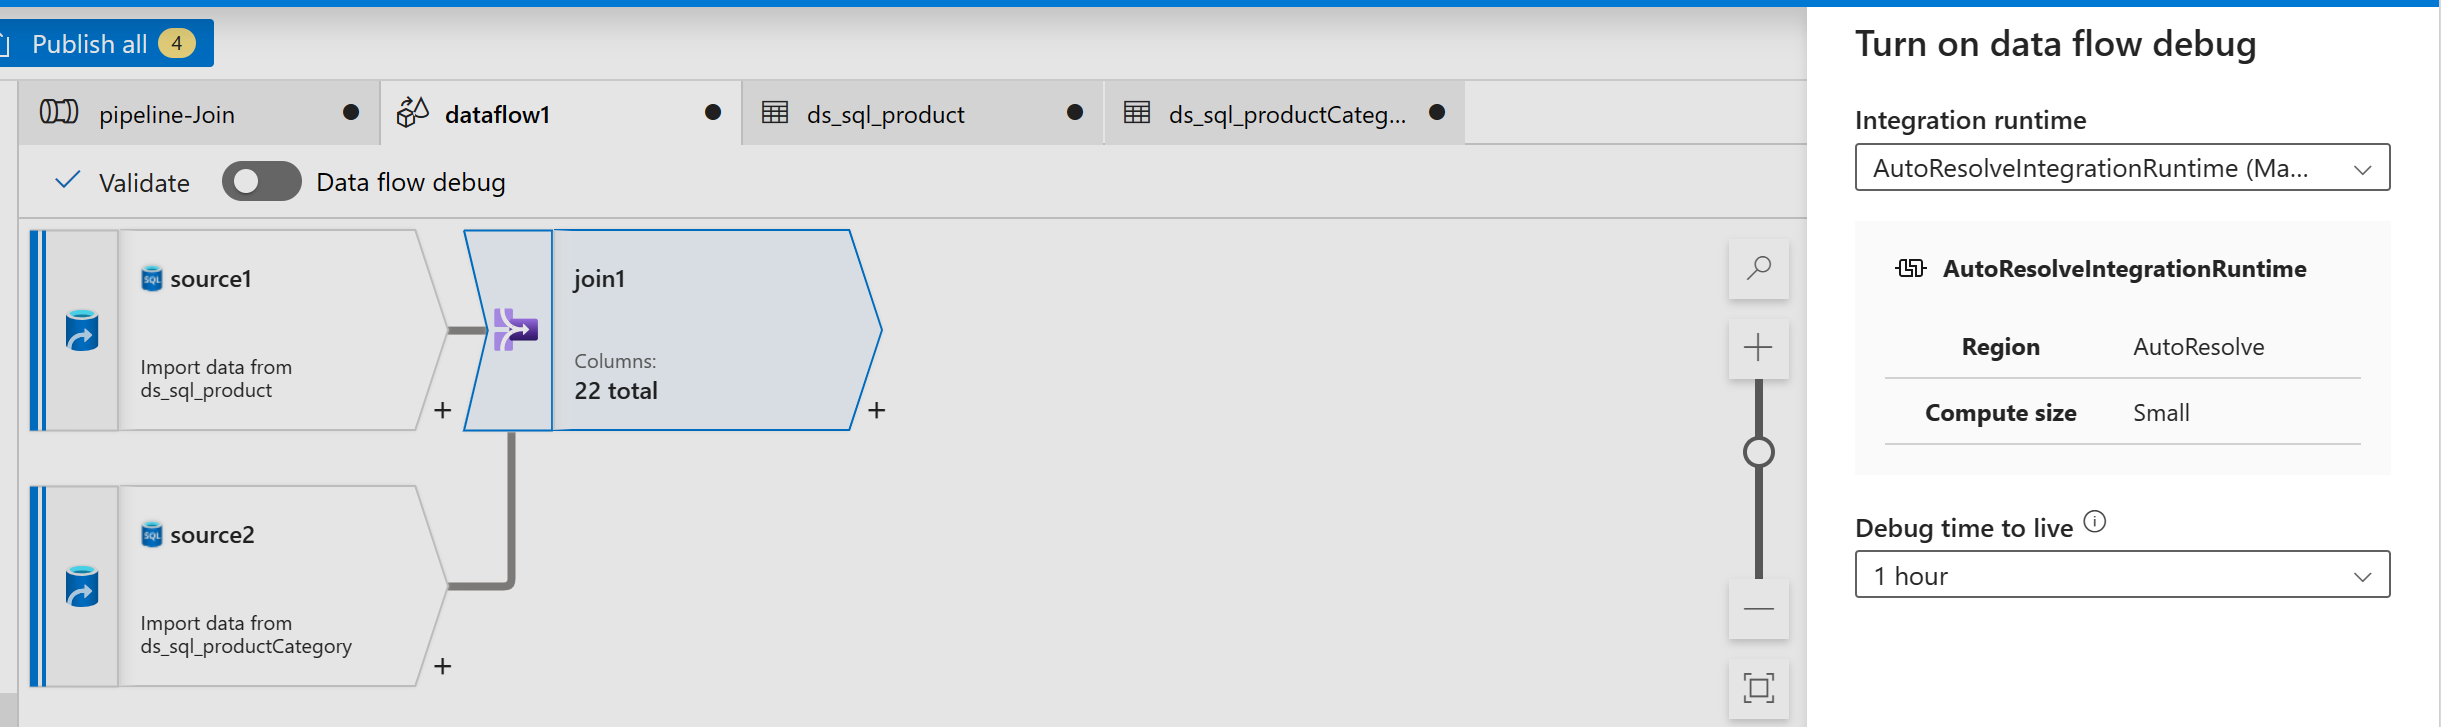 Publish all 4
pipeline-Join
dataflow1
ds_sql_product
ds_sql_productCateg...
Validate
Data flow debug
source1
Import data from
ds_sql_product
+
join1
Columns:
22 total
+
source2
Import data from
ds_sql_productCategory
+
Turn on data flow debug
Integration runtime
AutoResolveIntegrationRuntime (Ma...
AutoResolveIntegrationRuntime
Region AutoResolve
Compute size Small
Debug time to live
1 hour